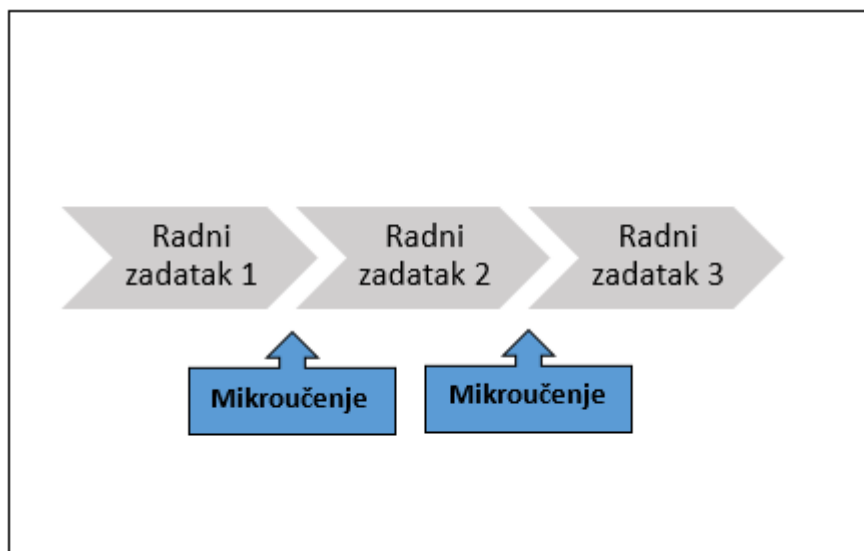 Radni
zadatak 1
Radni
zadatak 2
Radni
zadatak 3
Mikroučenje
Mikroučenje